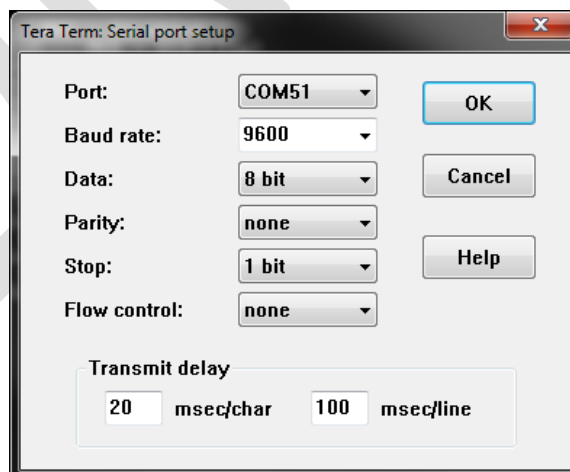 Tera Term: Serial port setup
Port: COM51
OK
Baud rate: 9600
Data: 8 bit
Cancel
Parity: none
Stop: 1 bit
Help
Flow control: none
Transmit delay
20 msec/char 100 msec/line